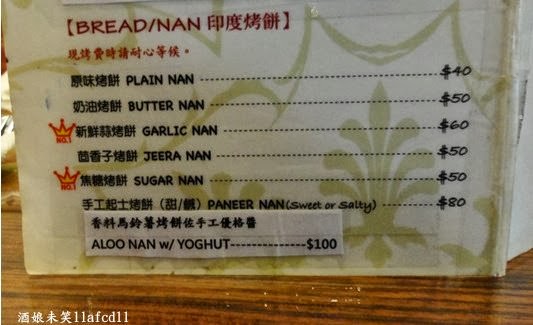 【BREAD/NAN 印度烤餅】
現烤費時請耐心等候。
原味烤餅 PLAIN NAN ---- $40
奶油烤餅 BUTTER NAN ---- $50
NO.1 新鮮蒜烤餅 GARLIC NAN ---- $60
茴香子烤餅 JEERA NAN ---- $50
NO.1 焦糖烤餅 SUGAR NAN ---- $50
手工起士烤餅（甜/鹹）PANEER NAN(Sweet or Salty) ---- $80
香料馬鈴薯烤餅佐手工優格醬
ALOO NAN w/ YOGHUT--------------$100
酒娘未笑11afcd11